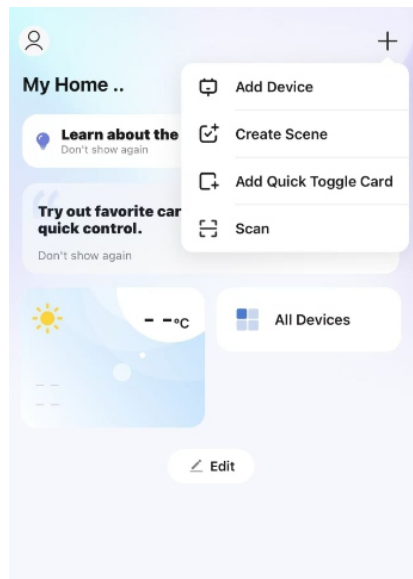 My Home ..
Add Device
Learn about the
Don't show again
Create Scene
Add Quick Toggle Card
Try out favorite car
quick control.
Scan
Don't show again
- -°C
All Devices
- -
- -
Edit